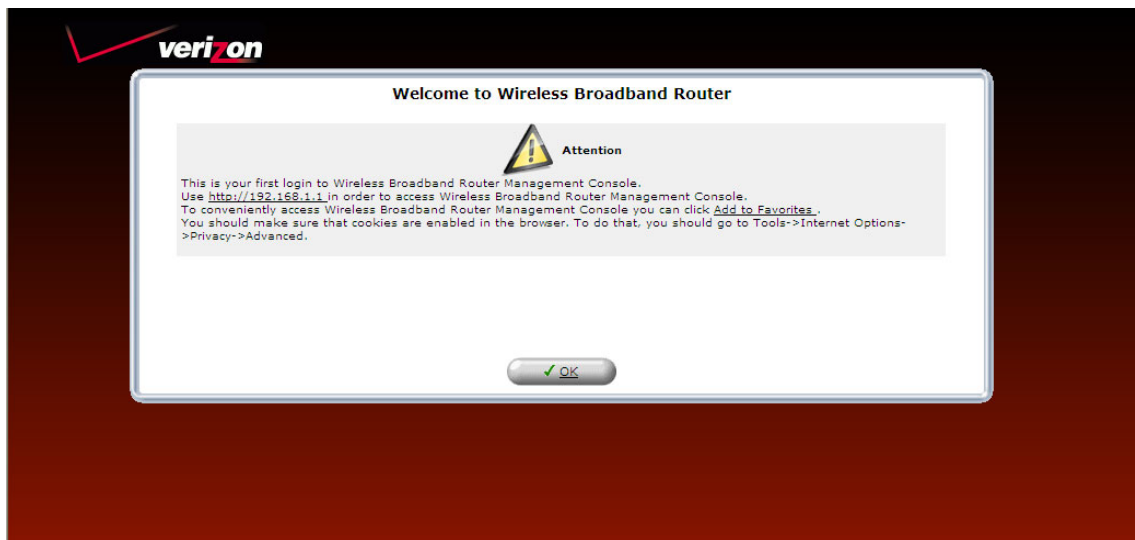 verizon
Welcome to Wireless Broadband Router
Attention
This is your first login to Wireless Broadband Router Management Console.
Use http://192.168.1.1 in order to access Wireless Broadband Router Management Console.
To conveniently access Wireless Broadband Router Management Console you can click Add to Favorites .
You should make sure that cookies are enabled in the browser. To do that, you should go to Tools->Internet Options-
>Privacy->Advanced.
OK